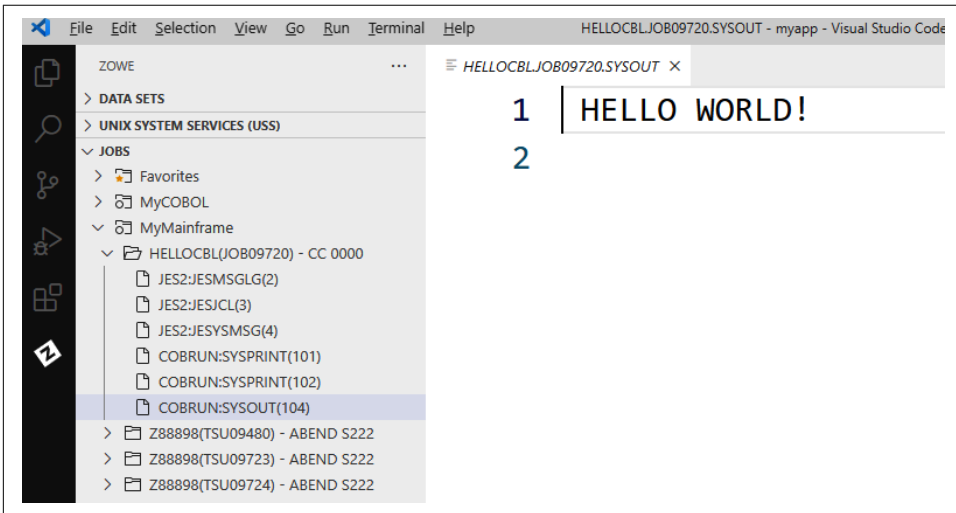 File Edit Selection View Go Run Terminal Help HELLOCBL.JOB09720.SYSOUT - myapp - Visual Studio Code
ZOWE ···
HELLOCBL.JOB09720.SYSOUT ×
DATA SETS
UNIX SYSTEM SERVICES (USS)
JOBS
Favorites
MyCOBOL
MyMainframe
HELLOCBL(JOB09720) - CC 0000
JES2:JESMSGLG(2)
JES2:JESJCL(3)
JES2:JESYSMSG(4)
COBRUN:SYSPRINT(101)
COBRUN:SYSPRINT(102)
COBRUN:SYSOUT(104)
Z88898(TSU09480) - ABEND S222
Z88898(TSU09723) - ABEND S222
Z88898(TSU09724) - ABEND S222
1 HELLO WORLD!
2